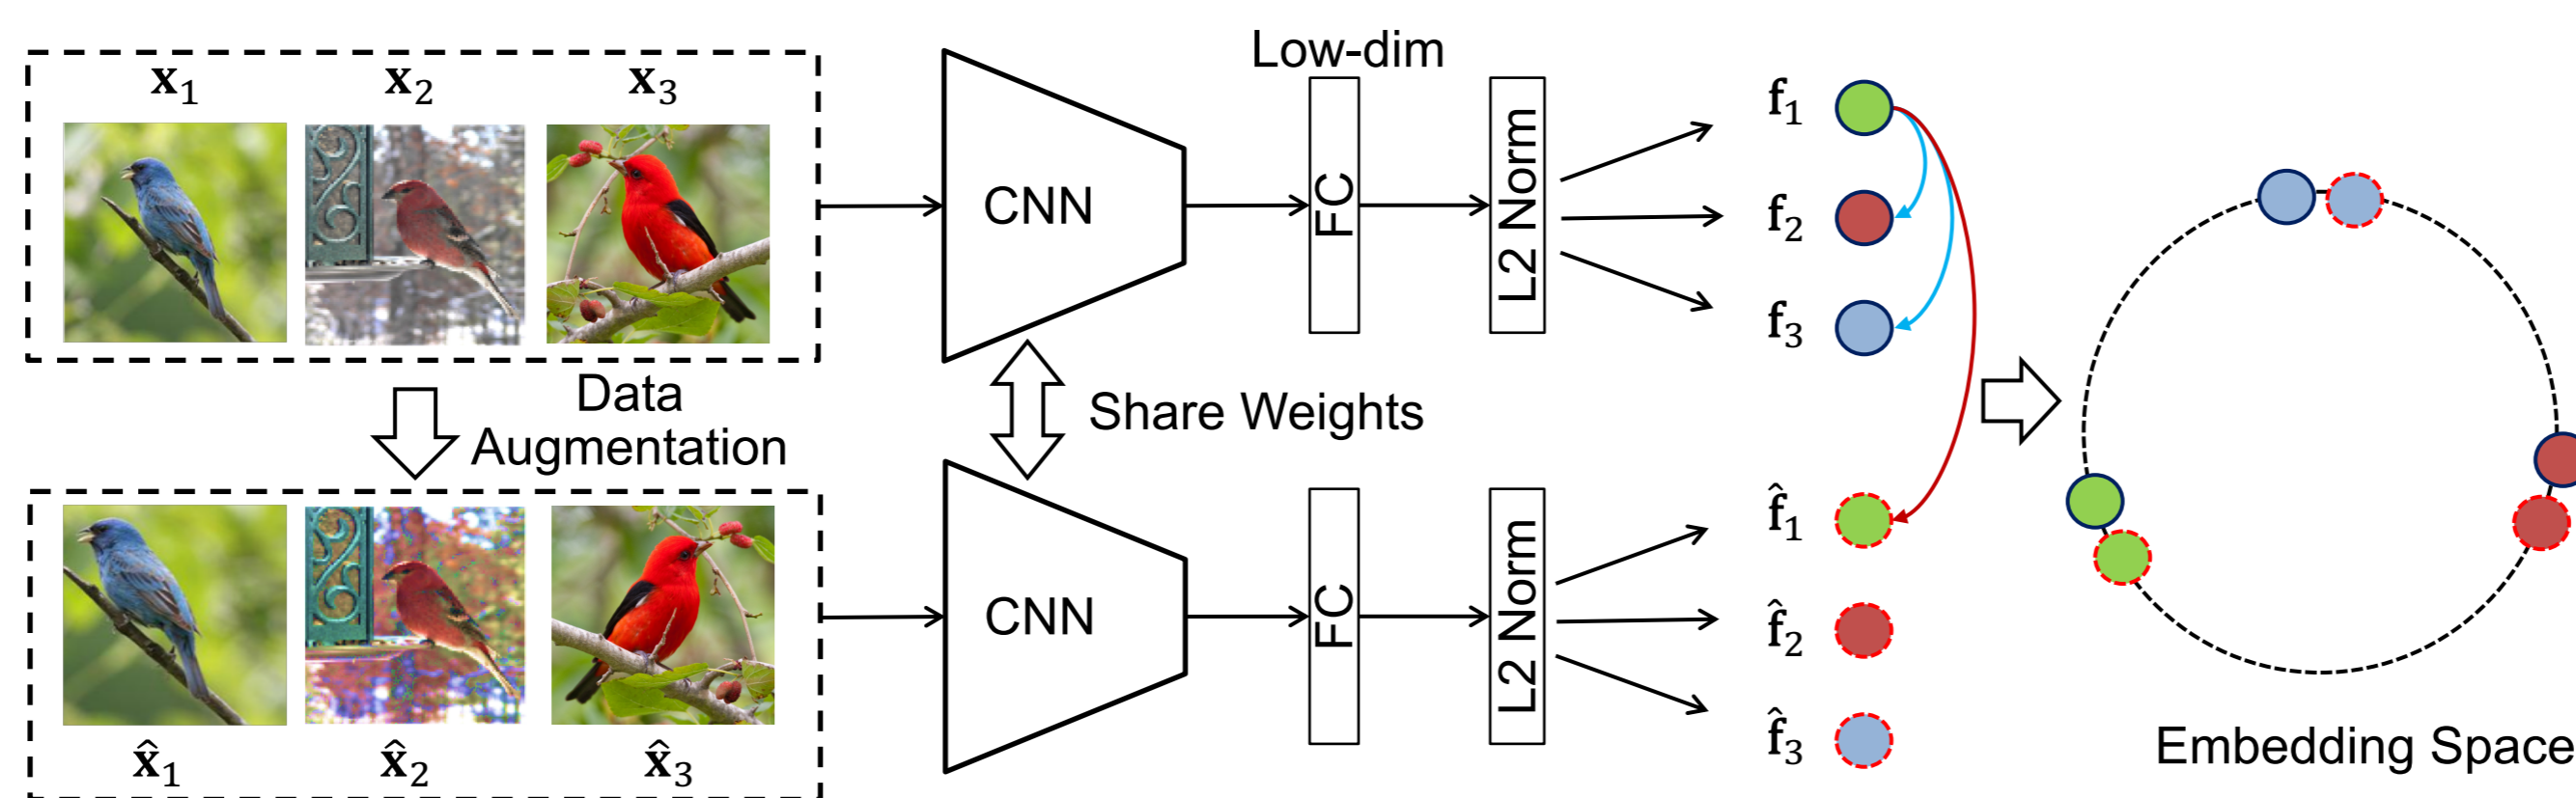 x₁ x₂ x₃
Low-dim
CNN
FC
L2 Norm
f₁
f₂
f₃
Data
Augmentation
Share Weights
CNN
FC
L2 Norm
f̂₁
f̂₂
f̂₃
x̂₁ x̂₂ x̂₃
Embedding Space